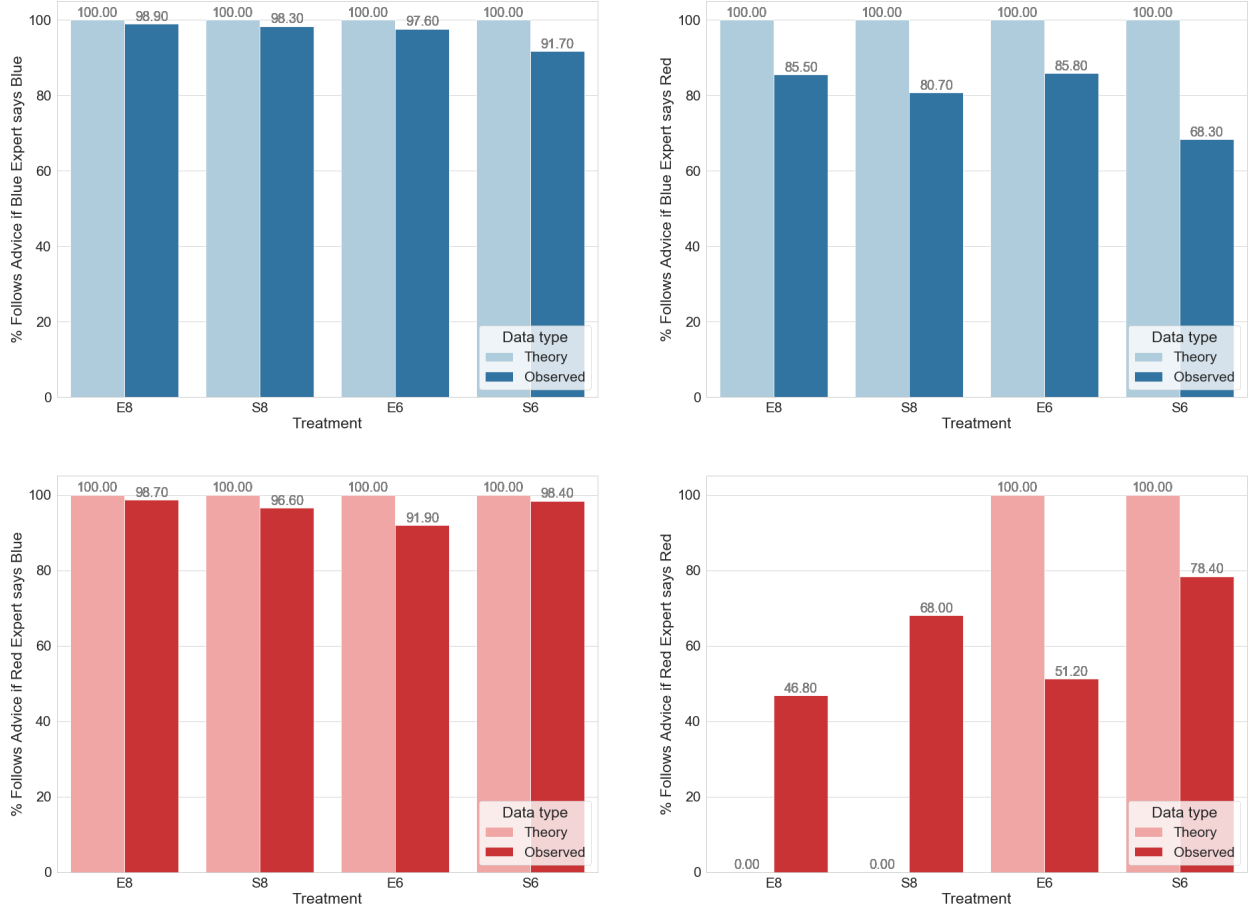 % Follows Advice if Blue Expert says Blue
100
80
60
40
20
0
100.00 98.90 100.00 98.30 100.00 97.60 100.00 91.70
Data type
Theory
Observed
E8 S8 E6 S6
Treatment
% Follows Advice if Blue Expert says Red
100
80
60
40
20
0
100.00 85.50 100.00 80.70 100.00 85.80 100.00 68.30
Data type
Theory
Observed
E8 S8 E6 S6
Treatment
% Follows Advice if Red Expert says Blue
100
80
60
40
20
0
100.00 98.70 100.00 96.60 100.00 91.90 100.00 98.40
Data type
Theory
Observed
E8 S8 E6 S6
Treatment
% Follows Advice if Red Expert says Red
100
80
60
40
20
0
0.00 46.80 0.00 68.00 100.00 51.20 100.00 78.40
Data type
Theory
Observed
E8 S8 E6 S6
Treatment